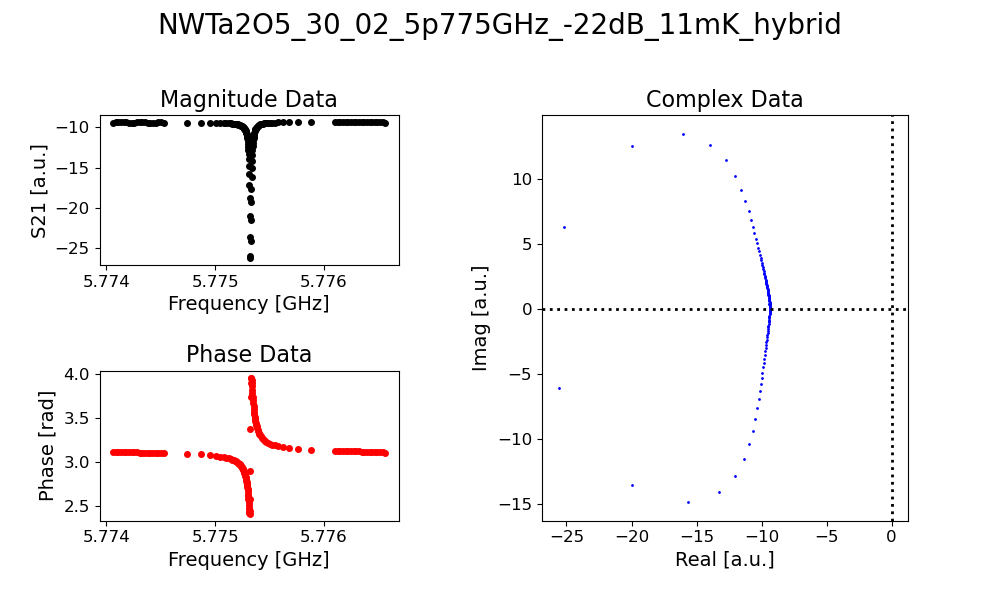 NWTa2O5_30_02_5p775GHz_-22dB_11mK_hybrid
Magnitude Data
S21 [a.u.]
−10
−15
−20
−25
5.774
5.775
5.776
Frequency [GHz]
Phase Data
Phase [rad]
4.0
3.5
3.0
2.5
5.774
5.775
5.776
Frequency [GHz]
Complex Data
Imag [a.u.]
10
5
0
−5
−10
−15
−25
−20
−15
−10
−5
0
Real [a.u.]